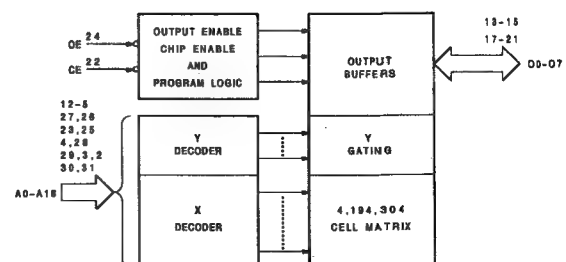 OE 24
CE 22
OUTPUT ENABLE
CHIP ENABLE
AND
PROGRAM LOGIC
OUTPUT
BUFFERS
13-15
17-21
O0-O7
12-5
27,26
23,25
4,28
29,3,2
30,31
A0-A18
Y
DECODER
Y
GATING
X
DECODER
4,194,304
CELL MATRIX